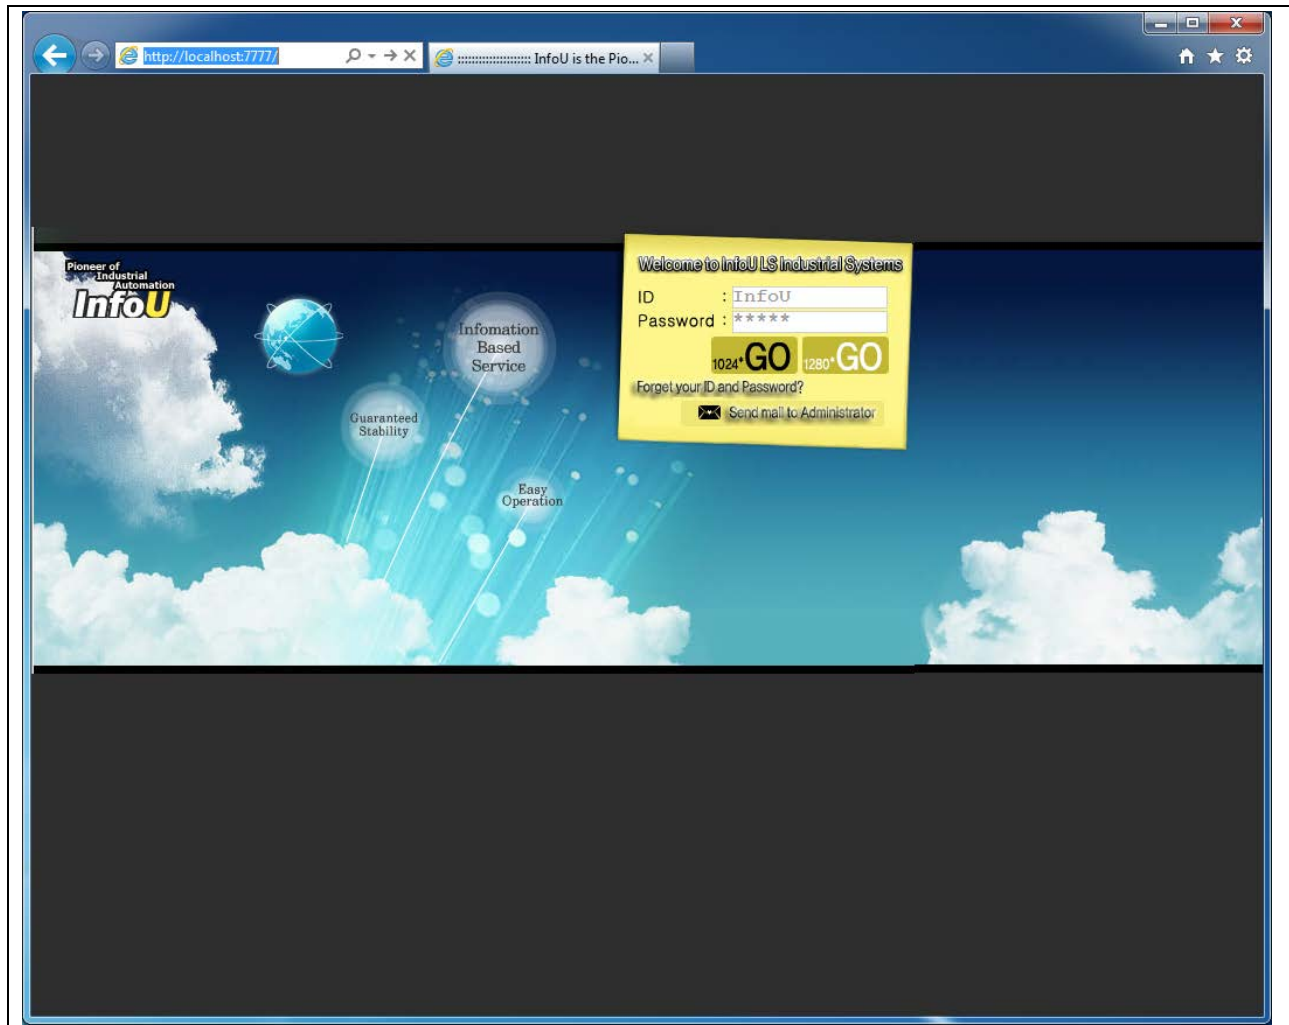 http://localhost:7777/
:::::::::::::::::::: InfoU is the Pio...
Pioneer of
Industrial
Automation
InfoU
Infomation
Based
Service
Guaranteed
Stability
Easy
Operation
Welcome to InfoU LS Industrial Systems
ID : InfoU
Password : *****
1024*GO 1280*GO
Forget your ID and Password?
Send mail to Administrator